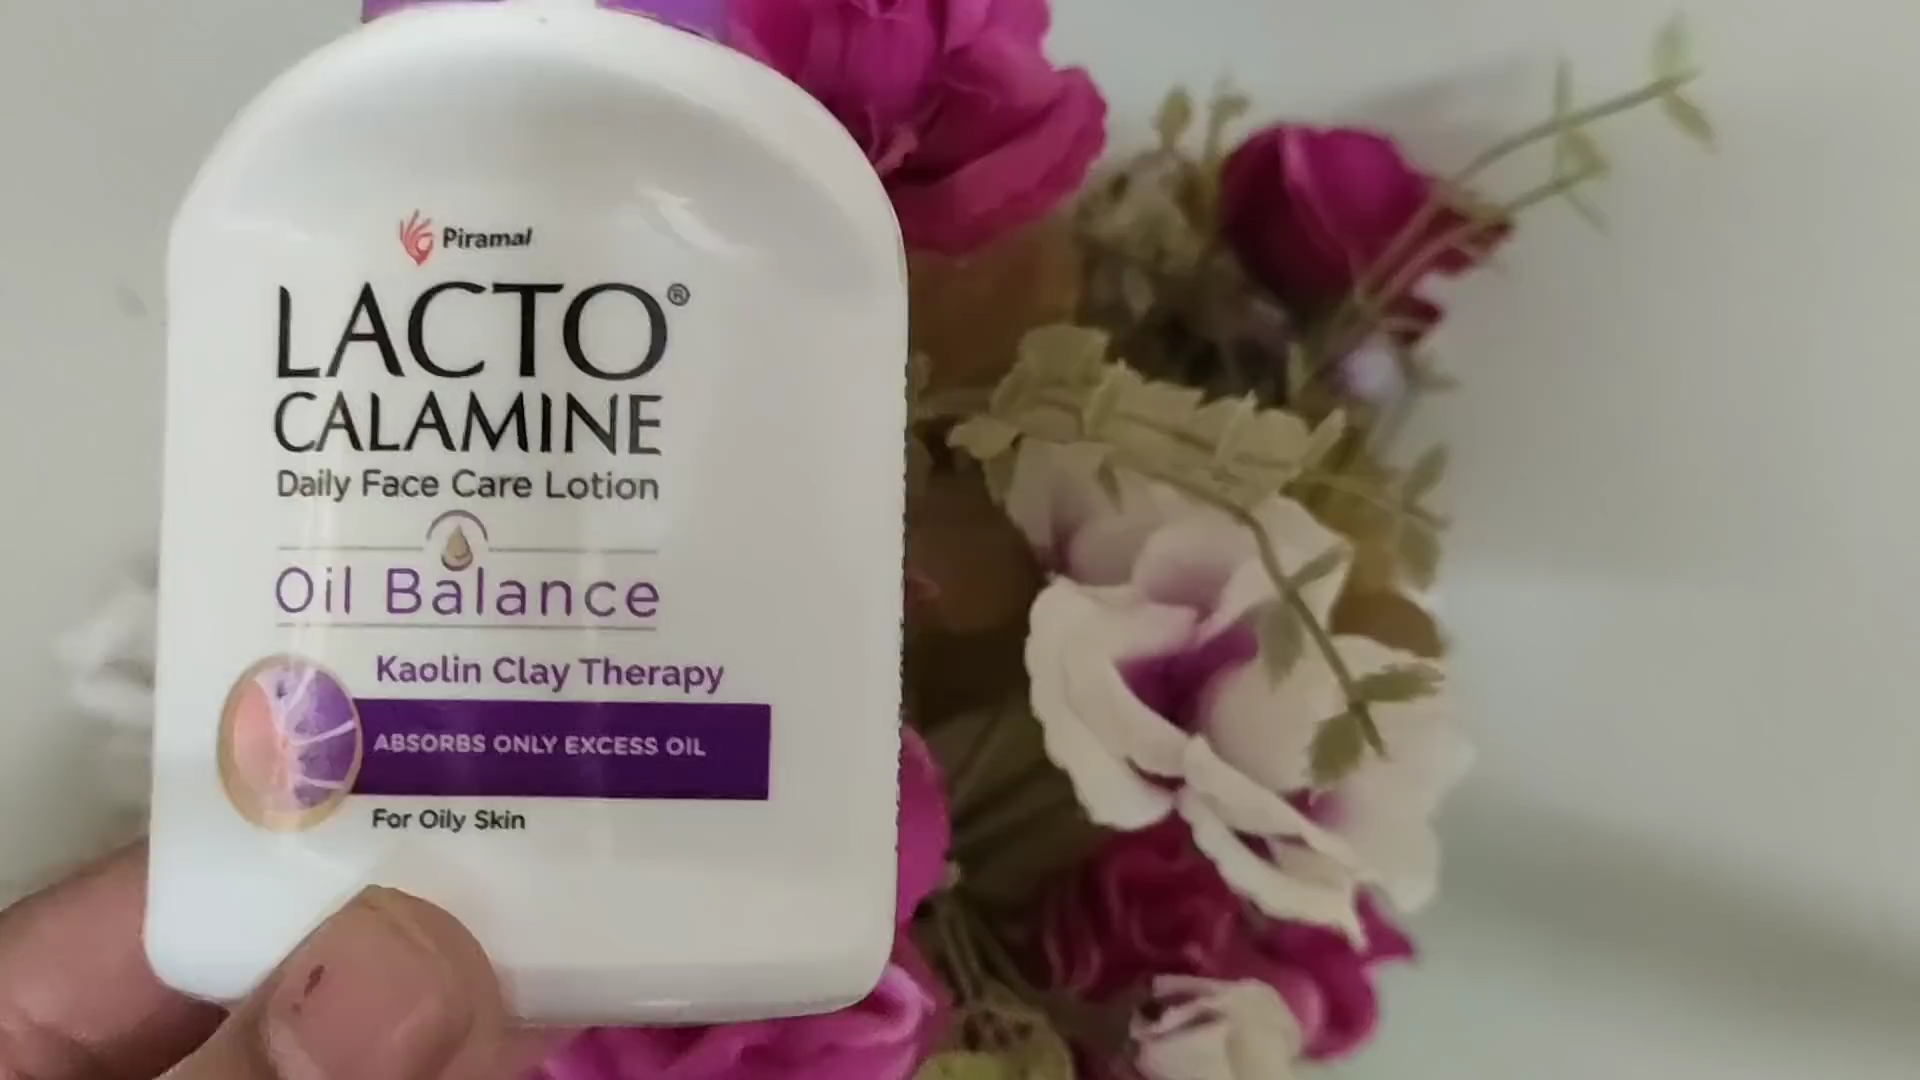 Piramal
LACTO®
CALAMINE
Daily Face Care Lotion
Oil Balance
Kaolin Clay Therapy
ABSORBS ONLY EXCESS OIL
For Oily Skin